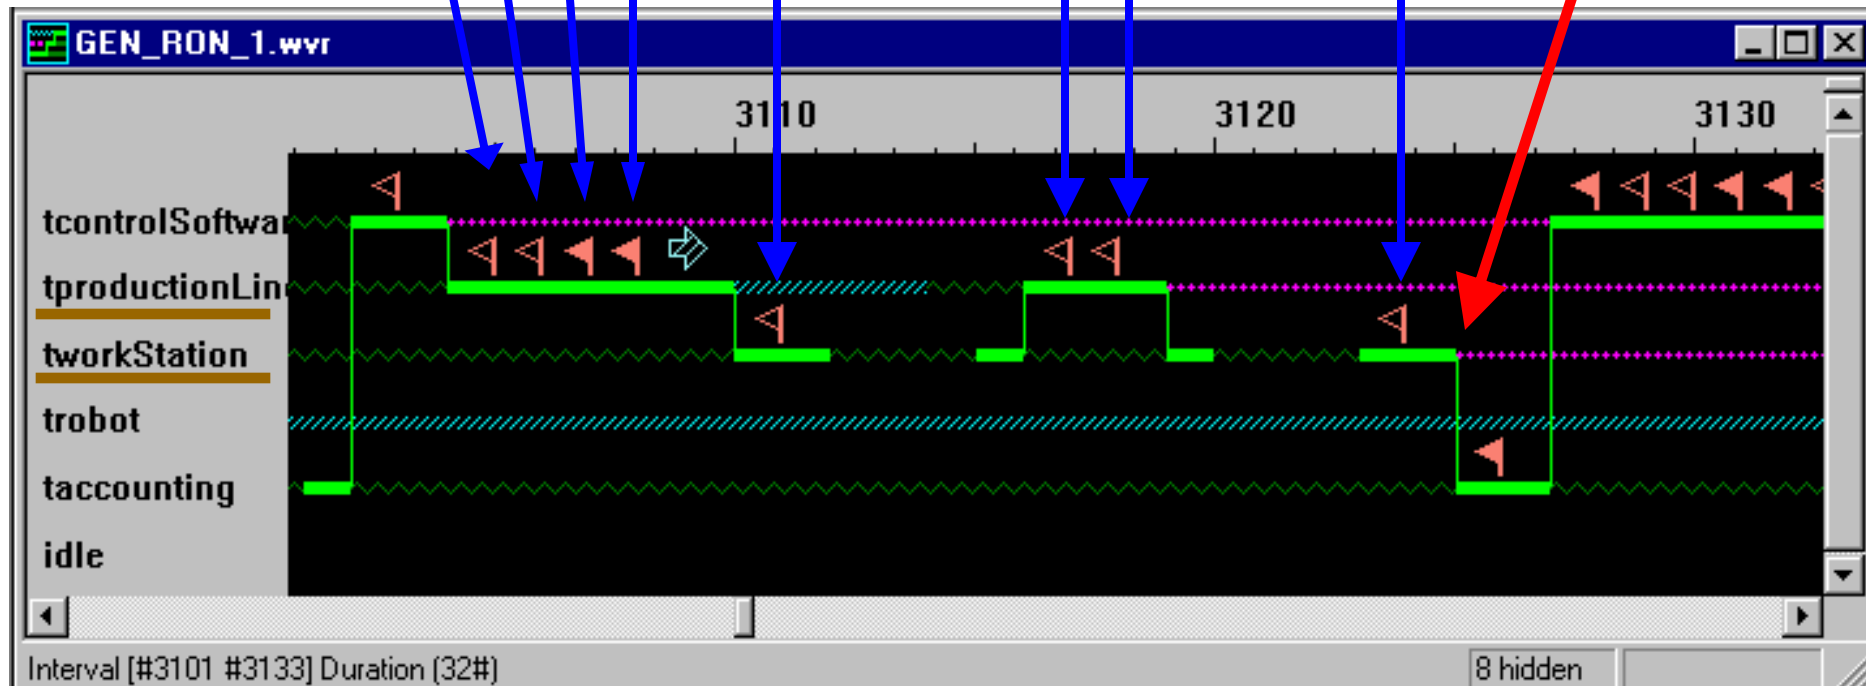 GEN_RON_1.wvr
3110 3120 3130
tcontrolSoftwar
tproductionLin
tworkStation
trobot
taccounting
idle
Interval [#3101 #3133] Duration (32#)
8 hidden